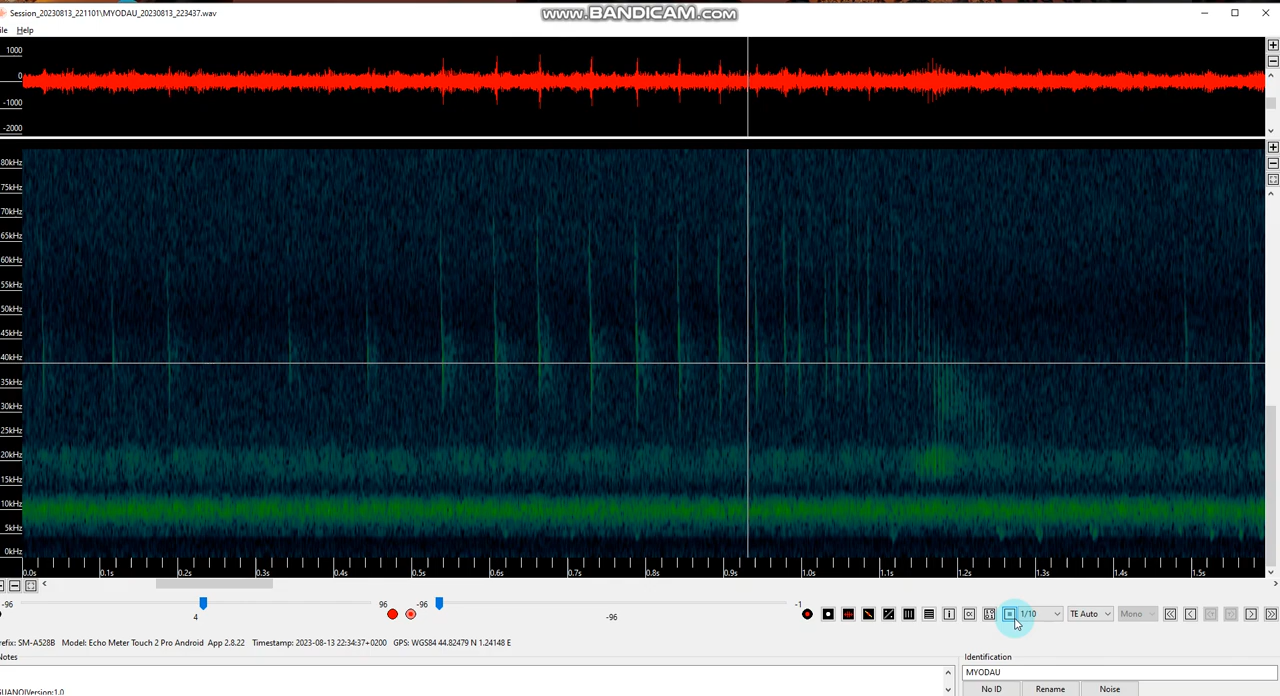 Session_20230813_221101\MYODAU_20230813_223437.wav
www.BANDICAM.com
ile Help
1000
0
-1000
-2000
80kHz
75kHz
70kHz
65kHz
60kHz
55kHz
50kHz
45kHz
40kHz
35kHz
30kHz
25kHz
20kHz
15kHz
10kHz
5kHz
0kHz
0.0s 0.1s 0.2s 0.3s 0.4s 0.5s 0.6s 0.7s 0.8s 0.9s 1.0s 1.1s 1.2s 1.3s 1.4s 1.5s
-96 96 -96 -1
4 -96
1/10 TE Auto Mono
refix: SM-A528B Model: Echo Meter Touch 2 Pro Android App 2.8.22 Timestamp: 2023-08-13 22:34:37+0200 GPS: WGS84 44.82479 N 1.24148 E
Notes Identification
MYODAU
No ID Rename Noise
GUANO|Version:1.0